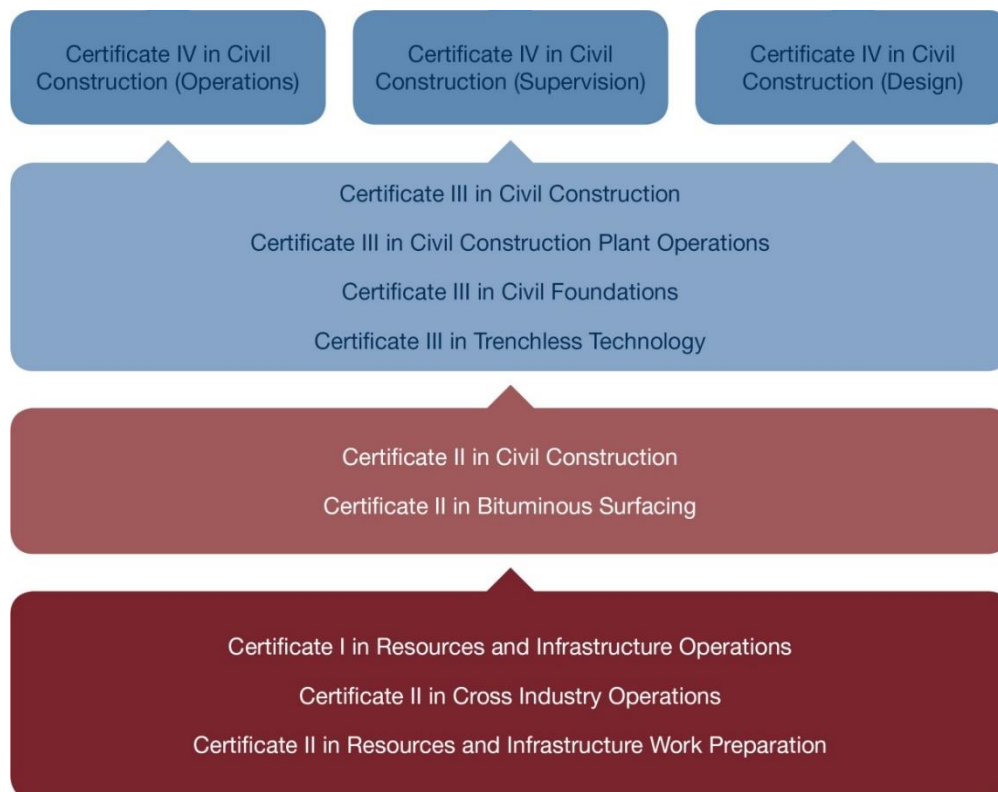 Certificate IV in Civil
Construction (Operations)
Certificate IV in Civil
Construction (Supervision)
Certificate IV in Civil
Construction (Design)
Certificate III in Civil Construction
Certificate III in Civil Construction Plant Operations
Certificate III in Civil Foundations
Certificate III in Trenchless Technology
Certificate II in Civil Construction
Certificate II in Bituminous Surfacing
Certificate I in Resources and Infrastructure Operations
Certificate II in Cross Industry Operations
Certificate II in Resources and Infrastructure Work Preparation